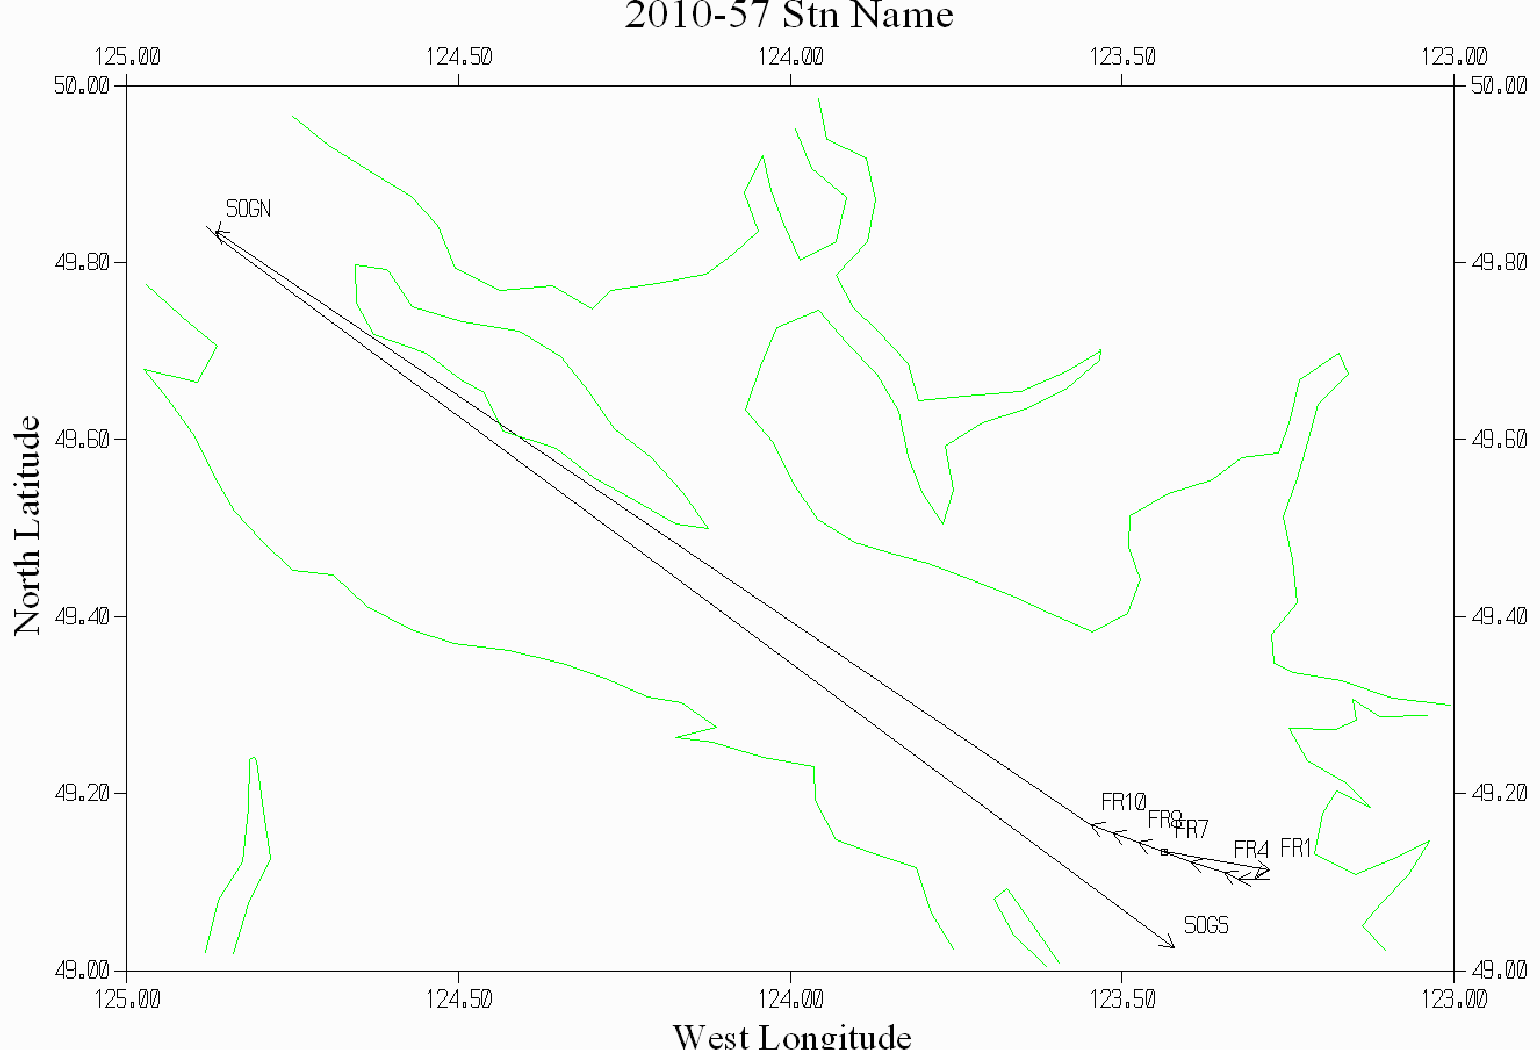 2010-57 Stn Name
125.00 124.50 124.00 123.50 123.00
50.00 50.00
SOGN
49.80 49.80
49.60 49.60
North Latitude
49.40 49.40
49.20 49.20
FR10
FR7
FR4 FR1
SOGS
49.00 49.00
125.00 124.50 124.00 123.50 123.00
West Longitude